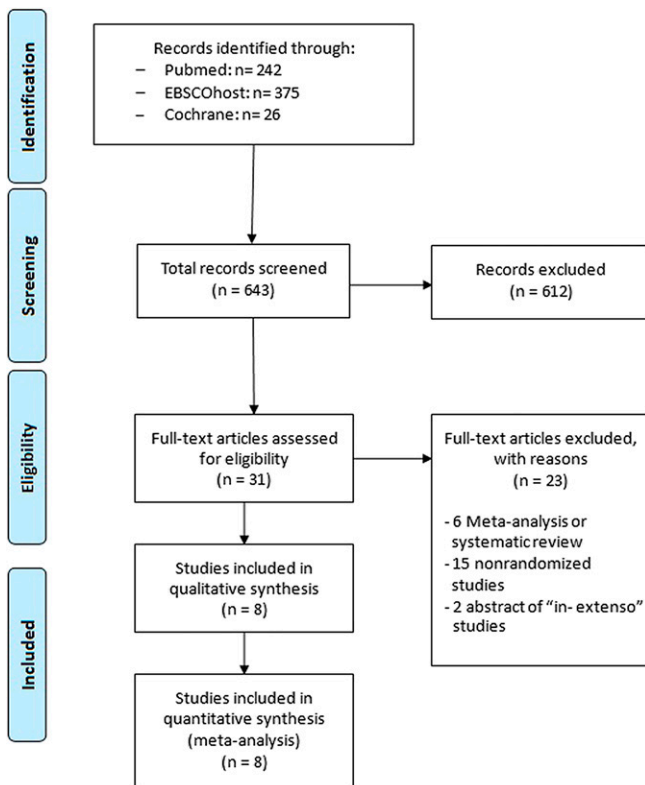 Identification
Records identified through:
– Pubmed: n= 242
– EBSCOhost: n= 375
– Cochrane: n= 26
Screening
Total records screened
(n = 643)
Records excluded
(n = 612)
Eligibility
Full-text articles assessed
for eligibility
(n = 31)
Full-text articles excluded,
with reasons
(n = 23)
- 6 Meta-analysis or
systematic review
- 15 nonrandomized
studies
- 2 abstract of “in- extenso”
studies
Included
Studies included in
qualitative synthesis
(n = 8)
Studies included in
quantitative synthesis
(meta-analysis)
(n = 8)